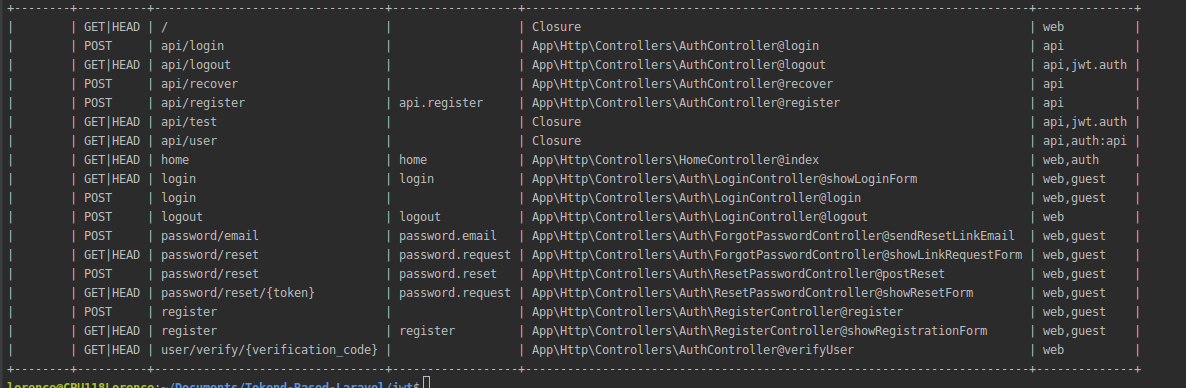 +--------+----------+--------------------------------+------------------+------------------------------------------------------------------------+--------------+
|        | GET|HEAD | /                              |                  | Closure                                                                | web          |
|        | POST     | api/login                      |                  | App\Http\Controllers\AuthController@login                              | api          |
|        | GET|HEAD | api/logout                     |                  | App\Http\Controllers\AuthController@logout                             | api,jwt.auth |
|        | POST     | api/recover                    |                  | App\Http\Controllers\AuthController@recover                            | api          |
|        | POST     | api/register                   | api.register     | App\Http\Controllers\AuthController@register                           | api          |
|        | GET|HEAD | api/test                       |                  | Closure                                                                | api,jwt.auth |
|        | GET|HEAD | api/user                       |                  | Closure                                                                | api,auth:api |
|        | GET|HEAD | home                           | home             | App\Http\Controllers\HomeController@index                              | web,auth     |
|        | GET|HEAD | login                          | login            | App\Http\Controllers\Auth\LoginController@showLoginForm                | web,guest    |
|        | POST     | login                          |                  | App\Http\Controllers\Auth\LoginController@login                        | web,guest    |
|        | POST     | logout                         | logout           | App\Http\Controllers\Auth\LoginController@logout                       | web          |
|        | POST     | password/email                 | password.email   | App\Http\Controllers\Auth\ForgotPasswordController@sendResetLinkEmail  | web,guest    |
|        | GET|HEAD | password/reset                 | password.request | App\Http\Controllers\Auth\ForgotPasswordController@showLinkRequestForm | web,guest    |
|        | POST     | password/reset                 | password.reset   | App\Http\Controllers\Auth\ResetPasswordController@postReset            | web,guest    |
|        | GET|HEAD | password/reset/{token}         | password.request | App\Http\Controllers\Auth\ResetPasswordController@showResetForm        | web,guest    |
|        | POST     | register                       |                  | App\Http\Controllers\Auth\RegisterController@register                  | web,guest    |
|        | GET|HEAD | register                       | register         | App\Http\Controllers\Auth\RegisterController@showRegistrationForm      | web,guest    |
|        | GET|HEAD | user/verify/{verification_code} |                  | App\Http\Controllers\AuthController@verifyUser                         | web          |
+--------+----------+--------------------------------+------------------+------------------------------------------------------------------------+--------------+
lorence@CPU118Lorence:~/Documents/Tokend-Based-Laravel/jwt$